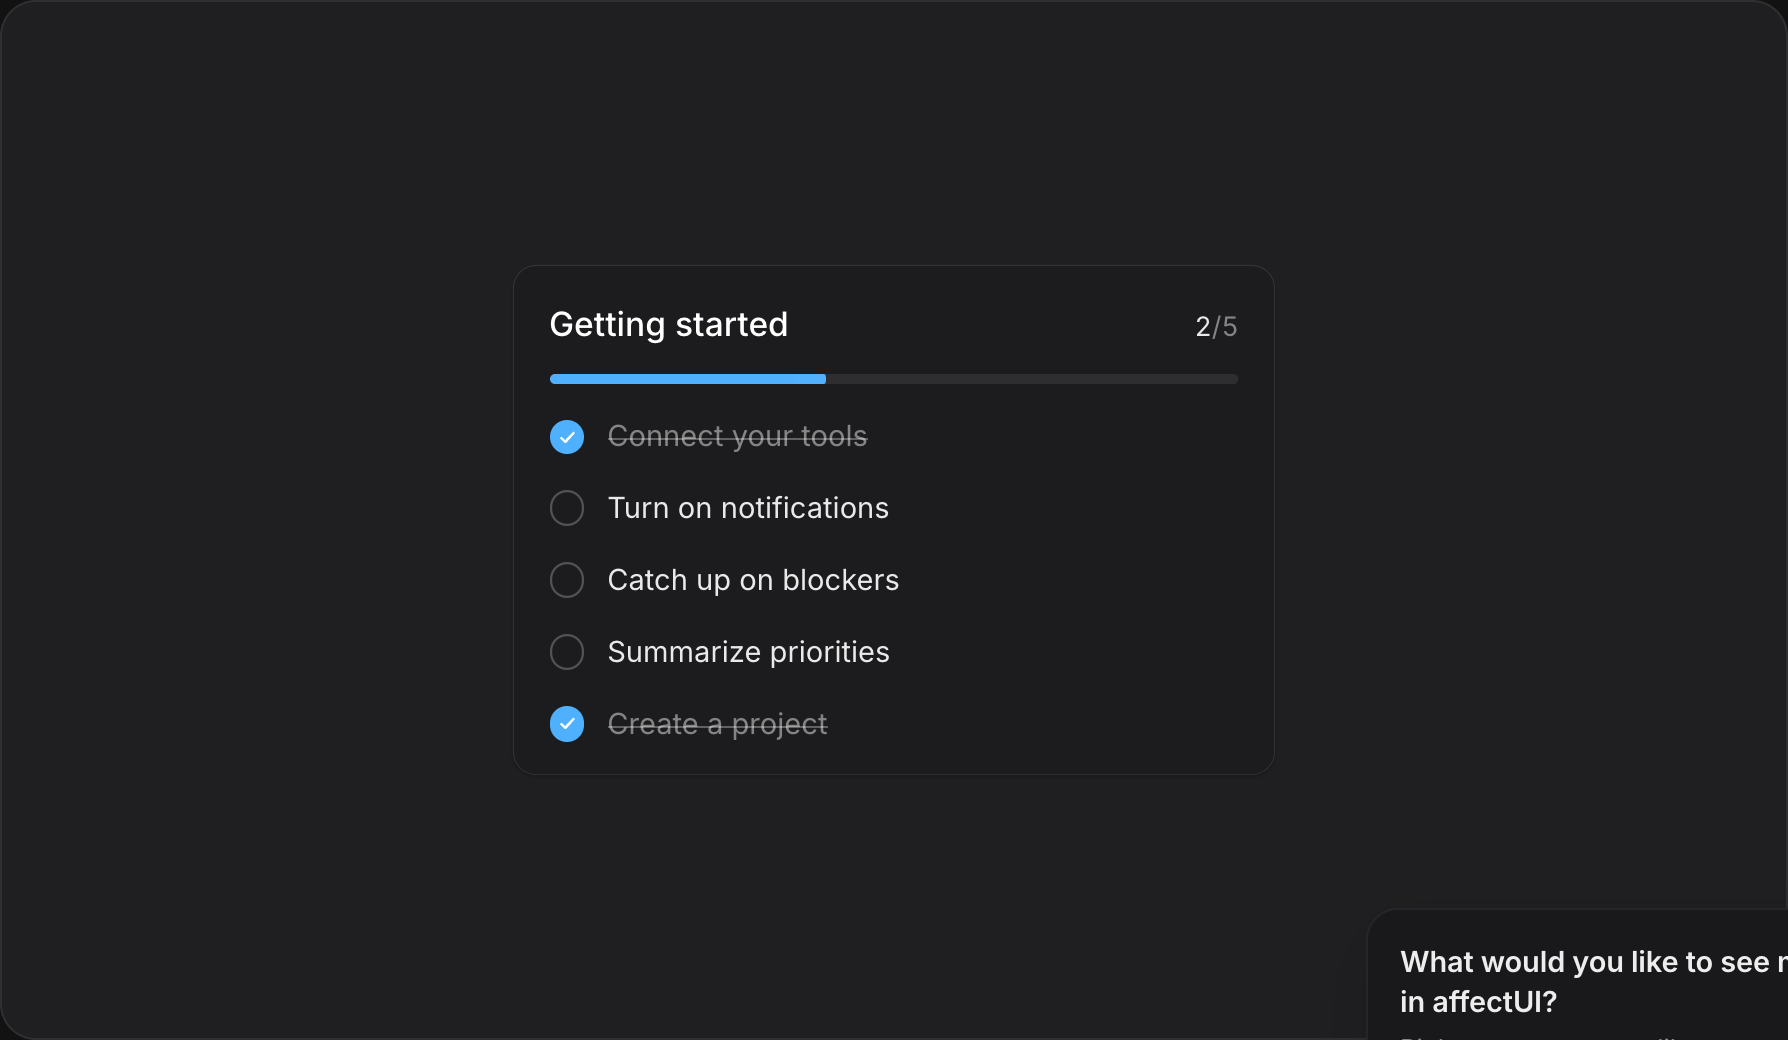 Getting started
2/5
Connect your tools
Turn on notifications
Catch up on blockers
Summarize priorities
Create a project
What would you like to see
in affectUI?